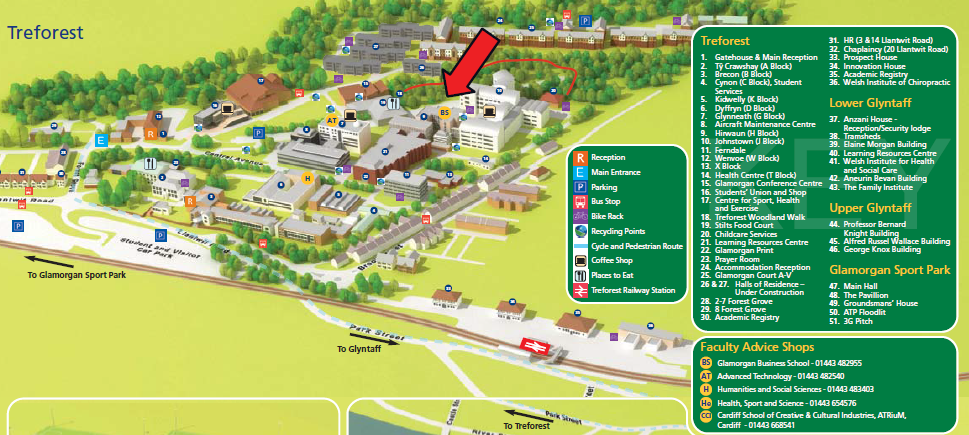 Treforest
AT
BS
E
R
H
R
Central Avenue
Student and Visitor
Car Park
To Glamorgan Sport Park
Park Street
To Glyntaff
To Treforest
Park Street
Reception
Main Entrance
Parking
Bus Stop
Bike Rack
Recycling Points
Cycle and Pedestrian Route
Coffee Shop
Places to Eat
Treforest Railway Station
Treforest
1. Gatehouse & Main Reception
2. Tŷ Crawshay (A Block)
3. Brecon (B Block)
4. Cynon (C Block), Student
Services
5. Kidwelly (K Block)
6. Dyffryn (D Block)
7. Glynneath (G Block)
8. Aircraft Maintenance Centre
9. Hirwaun (H Block)
10. Johnstown (J Block)
11. Ferndale
12. Wenvoe (W Block)
13. X Block
14. Health Centre (T Block)
15. Glamorgan Conference Centre
16. Students' Union and Shop
17. Centre for Sport, Health
and Exercise
18. Treforest Woodland Walk
19. Stilts Food Court
20. Childcare Services
21. Learning Resources Centre
22. Glamorgan Print
23. Prayer Room
24. Accommodation Reception
25. Glamorgan Court A-V
26 & 27. Halls of Residence –
Under Construction
28. 2-7 Forest Grove
29. 8 Forest Grove
30. Academic Registry
31. HR (3 &14 Llantwit Road)
32. Chaplaincy (20 Llantwit Road)
33. Prospect House
34. Innovation House
35. Academic Registry
36. Welsh Institute of Chiropractic
Lower Glyntaff
37. Anzani House -
Reception/Security lodge
38. Tramsheds
39. Elaine Morgan Building
40. Learning Resources Centre
41. Welsh Institute for Health
and Social Care
42. Aneurin Bevan Building
43. The Family Institute
Upper Glyntaff
44. Professor Bernard
Knight Building
45. Alfred Russel Wallace Building
46. George Knox Building
Glamorgan Sport Park
47. Main Hall
48. The Pavillion
49. Groundsmans' House
50. ATP Floodlit
51. 3G Pitch
KEY
Faculty Advice Shops
BS Glamorgan Business School - 01443 482955
AT Advanced Technology - 01443 482540
H Humanities and Social Sciences - 01443 483403
He Health, Sport and Science - 01443 654576
CCI Cardiff School of Creative & Cultural Industries, ATRiuM,
Cardiff - 01443 668541